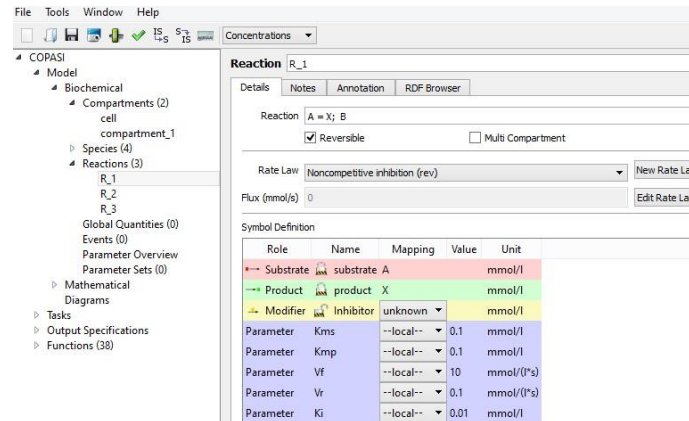 File Tools Window Help
Concentrations
COPASI
Model
Biochemical
Compartments (2)
cell
compartment_1
Species (4)
Reactions (3)
R_1
R_2
R_3
Global Quantities (0)
Events (0)
Parameter Overview
Parameter Sets (0)
Mathematical
Diagrams
Tasks
Output Specifications
Functions (38)
Reaction R_1
Details Notes Annotation RDF Browser
Reaction A = X; B
Reversible Multi Compartment
Rate Law Noncompetitive inhibition (rev) New Rate La
Flux (mmol/s) 0 Edit Rate La
Symbol Definition
Role Name Mapping Value Unit
Substrate substrate A mmol/l
Product product X mmol/l
Modifier Inhibitor unknown mmol/l
Parameter Kms --local-- 0.1 mmol/l
Parameter Kmp --local-- 0.1 mmol/l
Parameter Vf --local-- 10 mmol/(l*s)
Parameter Vr --local-- 0.1 mmol/(l*s)
Parameter Ki --local-- 0.01 mmol/l